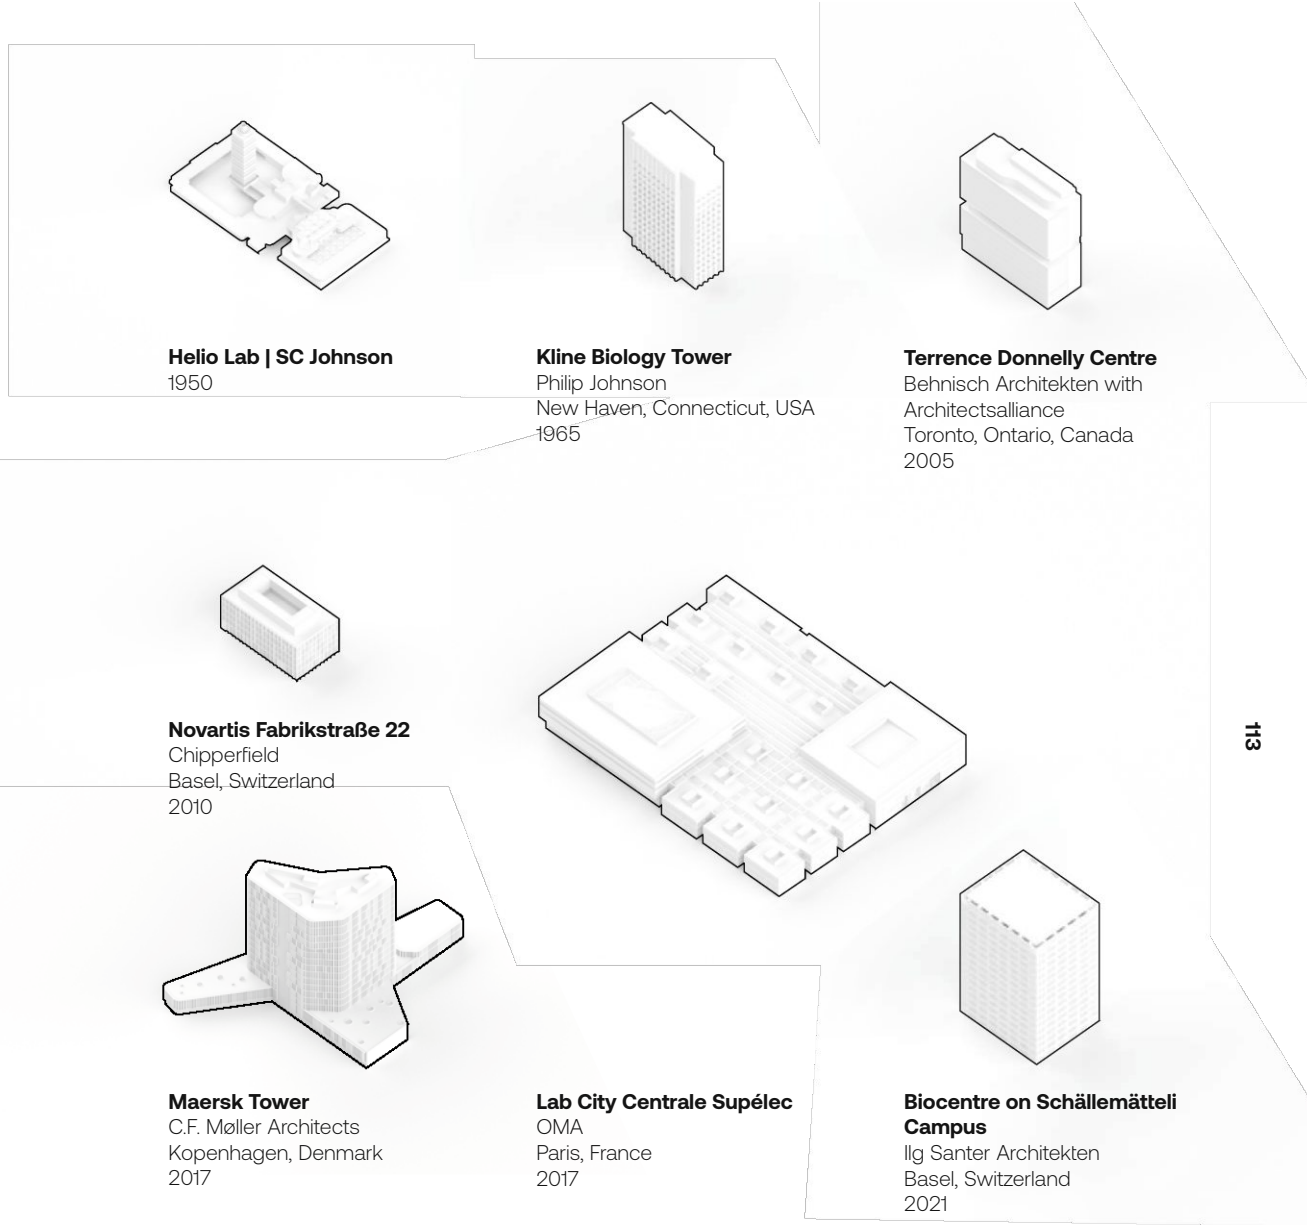 Helio Lab | SC Johnson
1950
Kline Biology Tower
Philip Johnson
New Haven, Connecticut, USA
1965
Terrence Donnelly Centre
Behnisch Architekten with
Architectsalliance
Toronto, Ontario, Canada
2005
Novartis Fabrikstraße 22
Chipperfield
Basel, Switzerland
2010
113
Maersk Tower
C.F. Møller Architects
Kopenhagen, Denmark
2017
Lab City Centrale Supélec
OMA
Paris, France
2017
Biocentre on Schällemätteli
Campus
Ilg Santer Architekten
Basel, Switzerland
2021